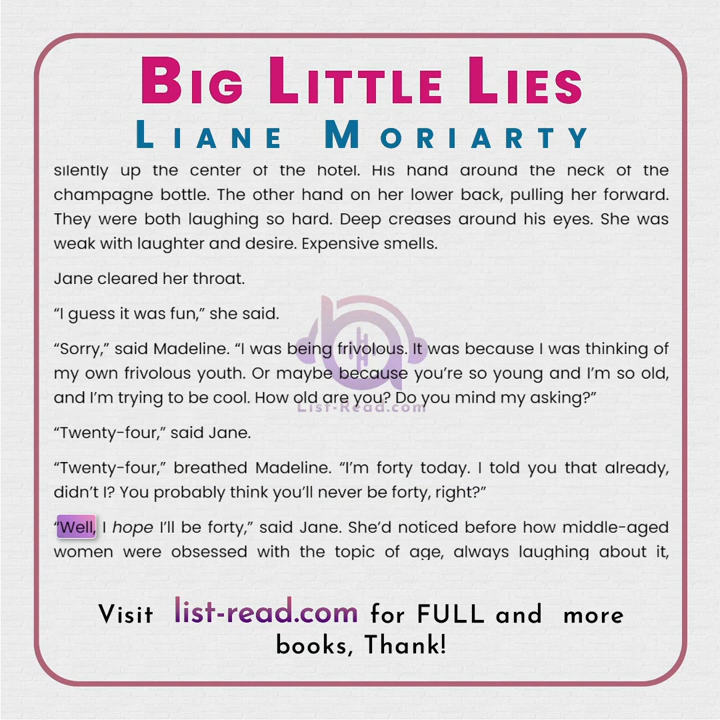 BIG LITTLE LIES
LIANE MORIARTY
silently up the center of the hotel. His hand around the neck of the
champagne bottle. The other hand on her lower back, pulling her forward.
They were both laughing so hard. Deep creases around his eyes. She was
weak with laughter and desire. Expensive smells.
Jane cleared her throat.
“I guess it was fun,” she said.
“Sorry,” said Madeline. “I was being frivolous. It was because I was thinking of
my own frivolous youth. Or maybe because you’re so young and I’m so old,
and I’m trying to be cool. How old are you? Do you mind my asking?”
List-Read.com
“Twenty-four,” said Jane.
“Twenty-four,” breathed Madeline. “I’m forty today. I told you that already,
didn’t I? You probably think you’ll never be forty, right?”
“Well, I hope I’ll be forty,” said Jane. She’d noticed before how middle-aged
women were obsessed with the topic of age, always laughing about it,
Visit list-read.com for FULL and more
books, Thank!